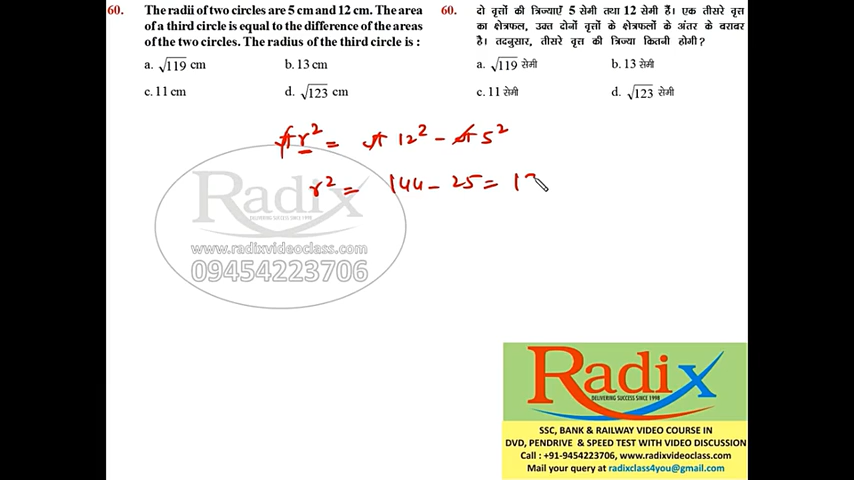 60. The radii of two circles are 5 cm and 12 cm. The area
of a third circle is equal to the difference of the areas
of the two circles. The radius of the third circle is :
a. √119 cm b. 13 cm
c. 11 cm d. √123 cm
60. दो वृत्तों की त्रिज्याएँ 5 सेमी तथा 12 सेमी हैं। एक तीसरे वृत्त
का क्षेत्रफल, उक्त दोनों वृत्तों के क्षेत्रफलों के अंतर के बराबर
है। तदनुसार, तीसरे वृत्त की त्रिज्या कितनी होगी ?
a. √119 सेमी b. 13 सेमी
c. 11 सेमी d. √123 सेमी
πr² = π12² - π5²
r² = 144 - 25 = 1
Radix
DELIVERING SUCCESS SINCE 1998
www.radixvideoclass.com
09454223706
Radix
DELIVERING SUCCESS SINCE 1998
SSC, BANK & RAILWAY VIDEO COURSE IN
DVD, PENDRIVE & SPEED TEST WITH VIDEO DISCUSSION
Call : +91-9454223706, www.radixvideoclass.com
Mail your query at radixclass4you@gmail.com